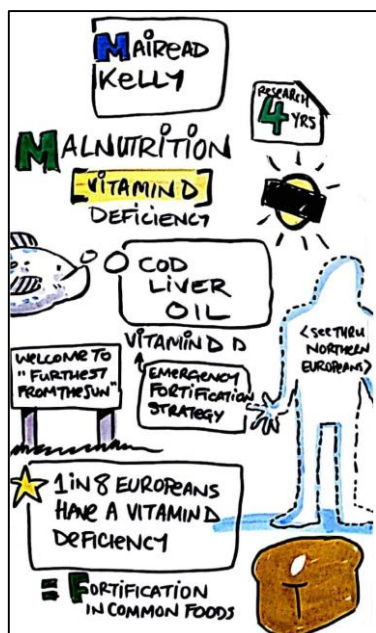 MAIREAD
KELLY
RESEARCH
4 YRS
MALNUTRITION
[VITAMIN D]
DEFICIENCY
COD
LIVER
OIL
VITAMIN D D
WELCOME TO
"FURTHEST
FROM THE SUN"
EMERGENCY
FORTIFICATION
STRATEGY
<SEE THRU
NORTHERN
EUROPEANS>
1 IN 8 EUROPEANS
HAVE A VITAMIN D
DEFICIENCY
= FORTIFICATION
IN COMMON FOODS